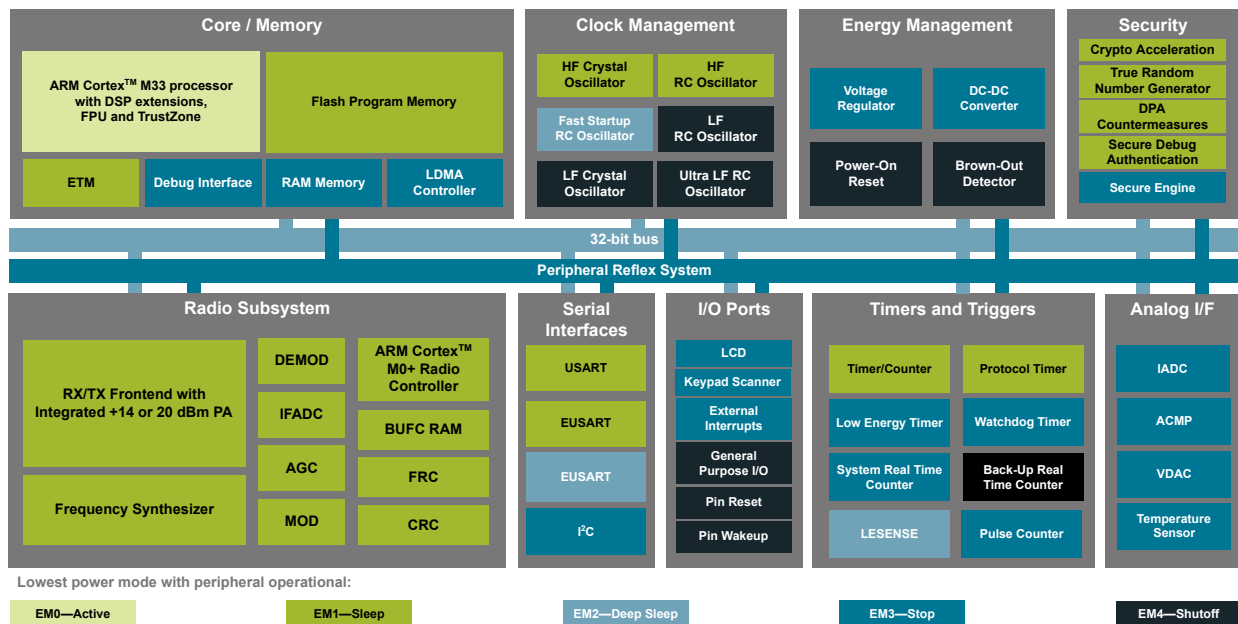 Core / Memory
ARM Cortex™ M33 processor
with DSP extensions,
FPU and TrustZone
Flash Program Memory
ETM
Debug Interface
RAM Memory
LDMA
Controller
Clock Management
HF Crystal
Oscillator
HF
RC Oscillator
Fast Startup
RC Oscillator
LF
RC Oscillator
LF Crystal
Oscillator
Ultra LF RC
Oscillator
Energy Management
Voltage
Regulator
DC-DC
Converter
Power-On
Reset
Brown-Out
Detector
Security
Crypto Acceleration
True Random
Number Generator
DPA
Countermeasures
Secure Debug
Authentication
Secure Engine
32-bit bus
Peripheral Reflex System
Radio Subsystem
RX/TX Frontend with
Integrated +14 or 20 dBm PA
Frequency Synthesizer
DEMOD
IFADC
AGC
MOD
ARM Cortex™
M0+ Radio
Controller
BUFC RAM
FRC
CRC
Serial
Interfaces
USART
EUSART
EUSART
I²C
I/O Ports
LCD
Keypad Scanner
External
Interrupts
General
Purpose I/O
Pin Reset
Pin Wakeup
Timers and Triggers
Timer/Counter
Protocol Timer
Low Energy Timer
Watchdog Timer
System Real Time
Counter
Back-Up Real
Time Counter
LESENSE
Pulse Counter
Analog I/F
IADC
ACMP
VDAC
Temperature
Sensor
Lowest power mode with peripheral operational:
EM0—Active
EM1—Sleep
EM2—Deep Sleep
EM3—Stop
EM4—Shutoff